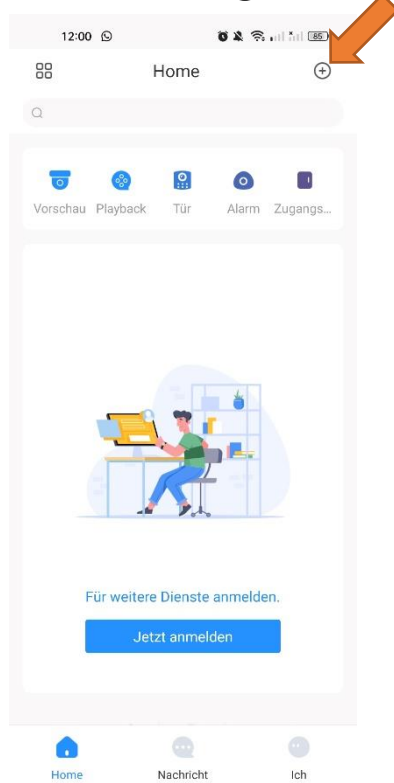 12:00 85
Home
Vorschau Playback Tür Alarm Zugangs...
Für weitere Dienste anmelden.
Jetzt anmelden
Home Nachricht Ich